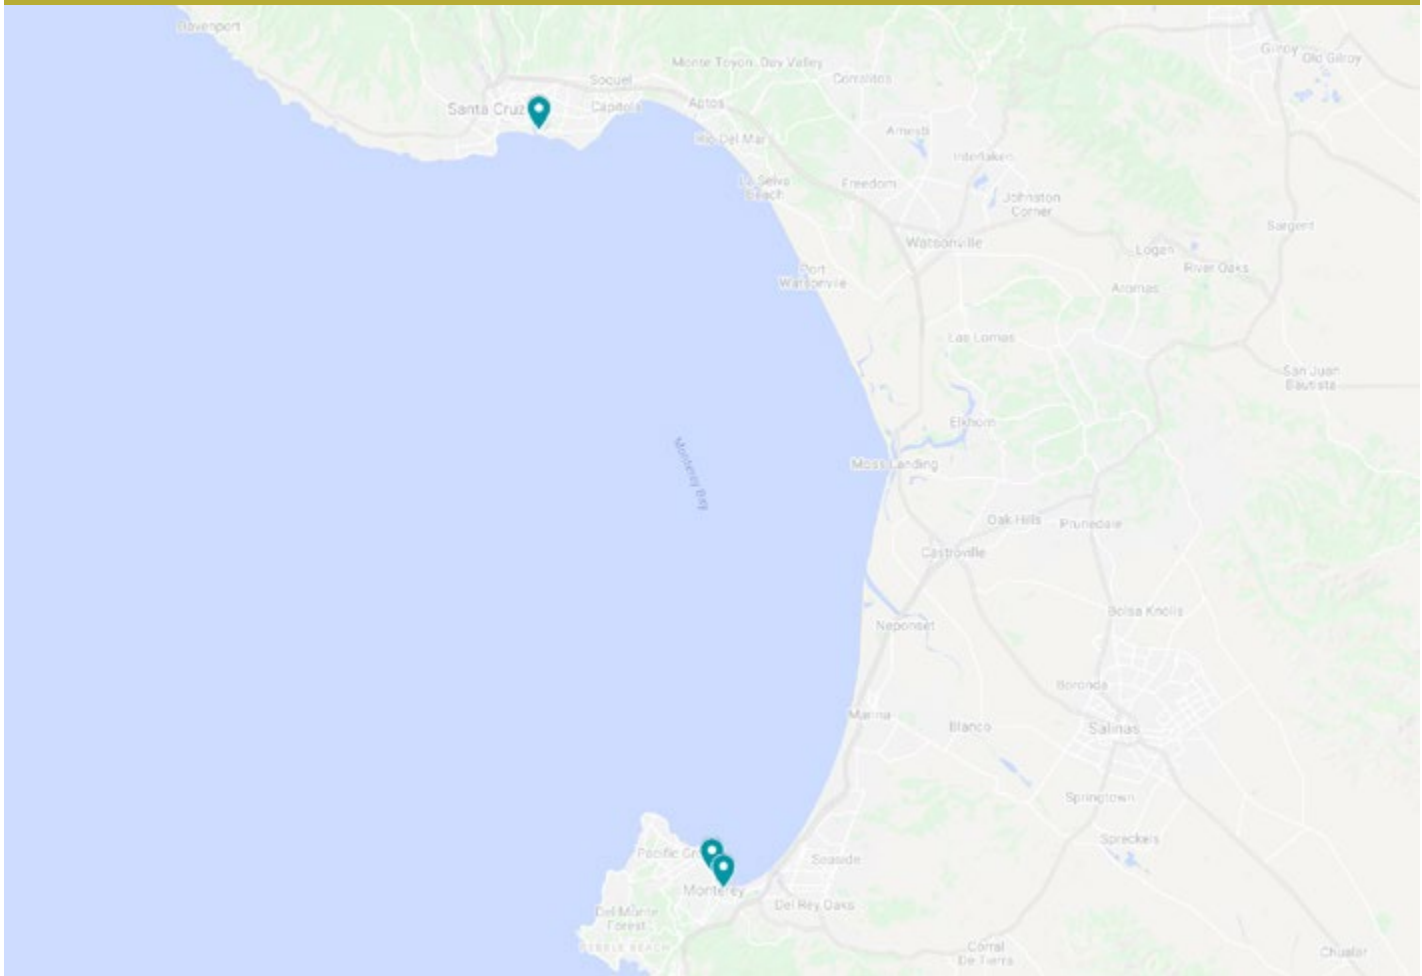 Davenport
Gilroy
Old Gilroy
Monte Toyon
Day Valley
Soquel
Corralitos
Santa Cruz
Capitola
Aptos
Rio Del Mar
Amesti
Interlaken
La Selva
Beach
Freedom
Johnston
Corner
Sargent
Watsonville
Logan
River Oaks
Port
Watsonville
Aromas
Las Lomas
San Juan
Bautista
Elkhorn
Monterey Bay
Moss Landing
Oak Hills
Prunedale
Castroville
Bolsa Knolls
Neponset
Boronda
Marina
Blanco
Salinas
Springtown
Spreckels
Pacific Gr
Seaside
Monterey
Del Rey Oaks
Del Monte
Forest
PEBBLE BEACH
Corral
De Tierra
Chualar